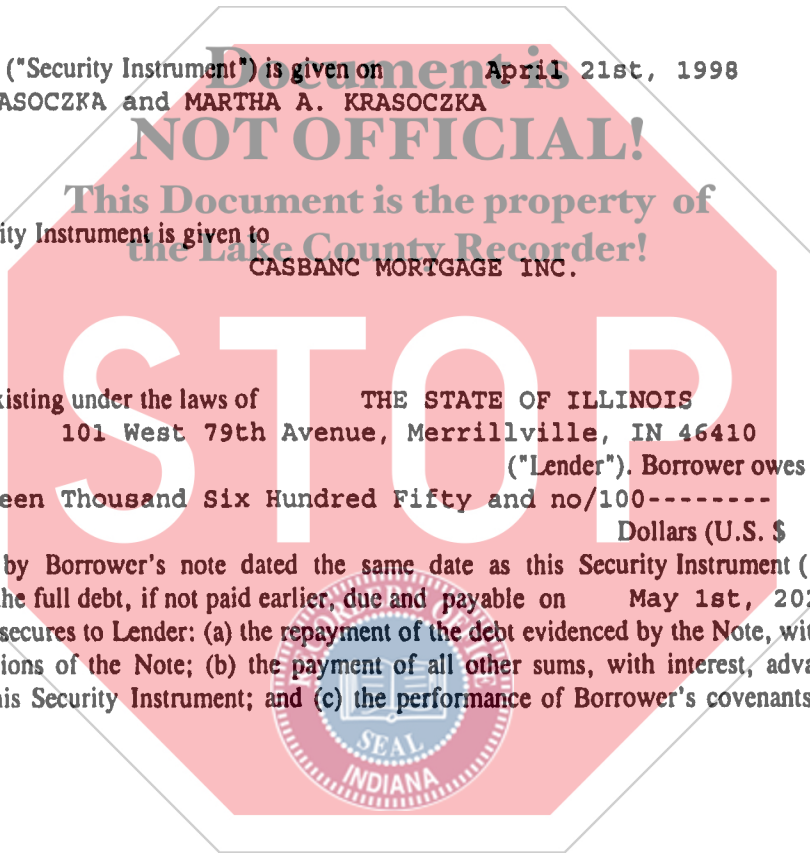 Document is
("Security Instrument") is given on April 21st, 1998
ASOCZKA and MARTHA A. KRASOCZKA
NOT OFFICIAL!
This Document is the property of
ity Instrument is given to
the Lake County Recorder!
CASBANC MORTGAGE INC.
STOP
xisting under the laws of THE STATE OF ILLINOIS
101 West 79th Avenue, Merrillville, IN 46410
("Lender"). Borrower owes
een Thousand Six Hundred Fifty and no/100--------
Dollars (U.S. $
by Borrower's note dated the same date as this Security Instrument (
he full debt, if not paid earlier, due and payable on May 1st, 202
secures to Lender: (a) the repayment of the debt evidenced by the Note, wit
ions of the Note; (b) the payment of all other sums, with interest, adva
his Security Instrument; and (c) the performance of Borrower's covenants
SEAL
INDIANA